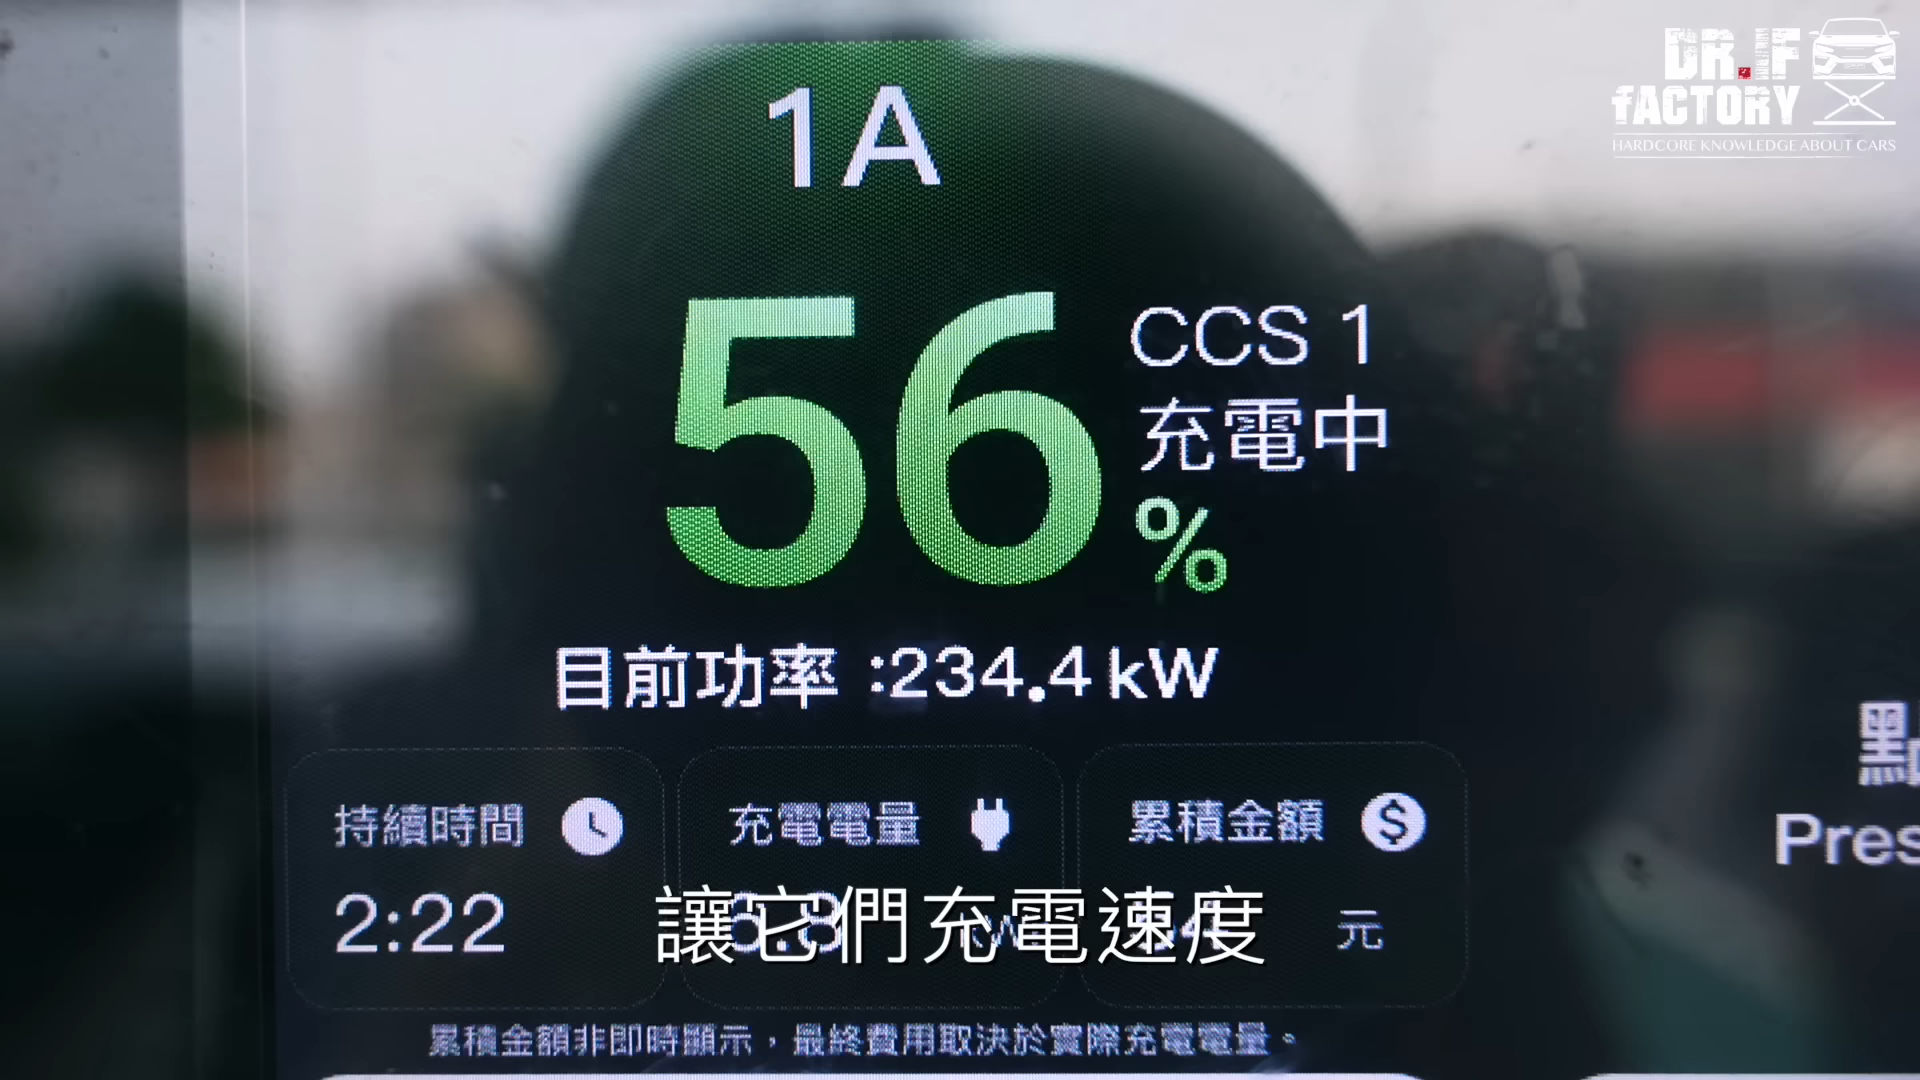 DR.F
fACTORY
HARDCORE KNOWLEDGE ABOUT CARS
1A
56
CCS 1
充電中
%
目前功率 :234.4 kW
持續時間
充電電量
累積金額
2:22
元
讓它們充電速度
累積金額非即時顯示，最終費用取決於實際充電電量。
Pres